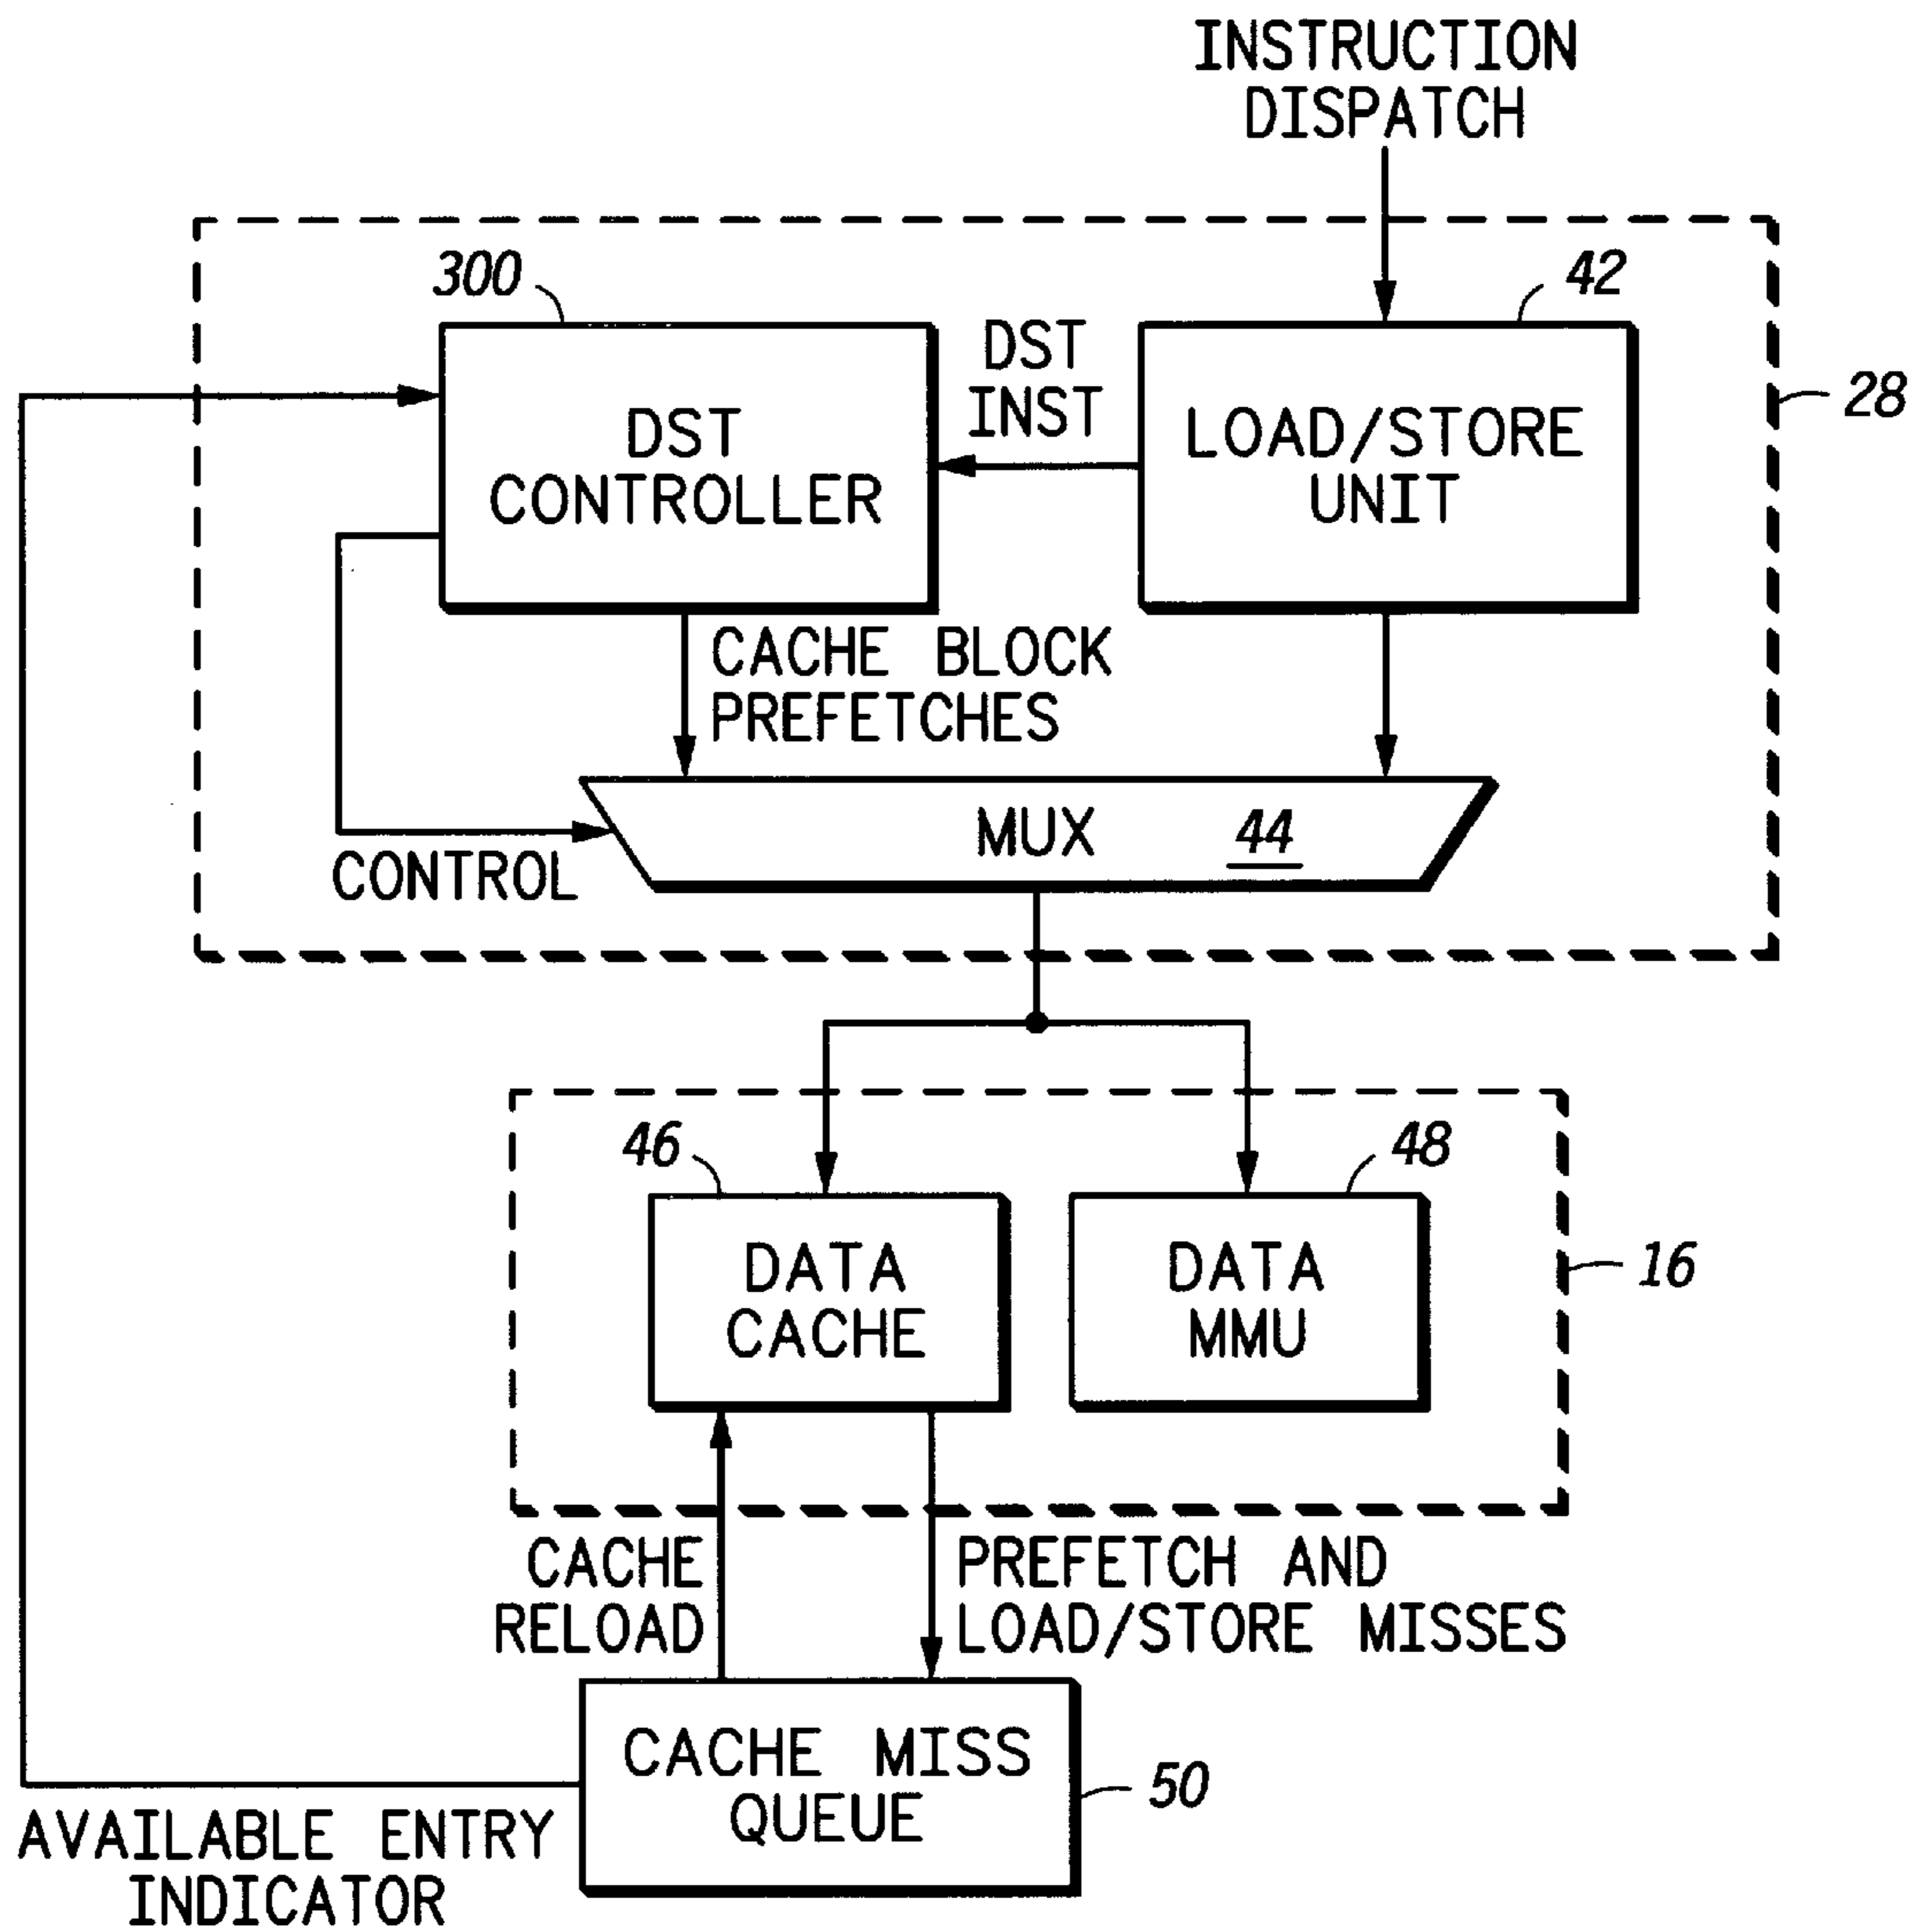 INSTRUCTION
DISPATCH
300
42
DST
INST
28
DST
CONTROLLER
LOAD/STORE
UNIT
CACHE BLOCK
PREFETCHES
MUX 44
CONTROL
46
48
DATA
CACHE
DATA
MMU
16
CACHE
RELOAD
PREFETCH AND
LOAD/STORE MISSES
CACHE MISS
QUEUE
50
AVAILABLE ENTRY
INDICATOR